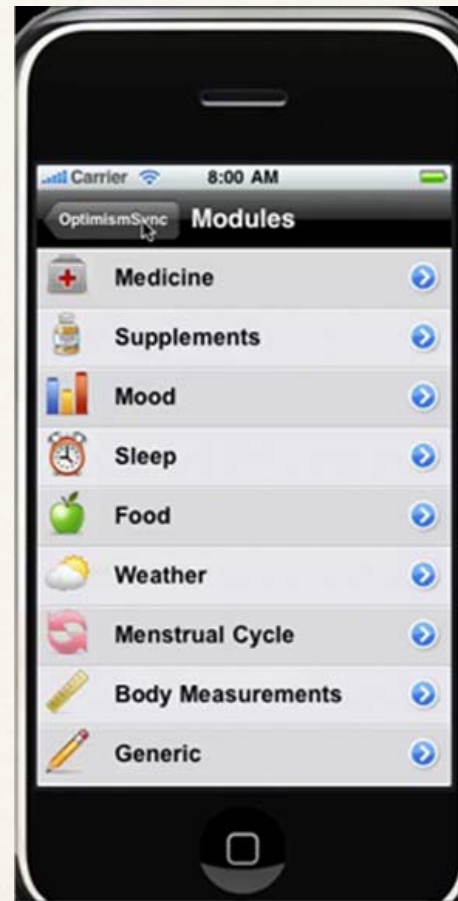 Carrier 8:00 AM
OptimismSync Modules
Medicine
Supplements
Mood
Sleep
Food
Weather
Menstrual Cycle
Body Measurements
Generic